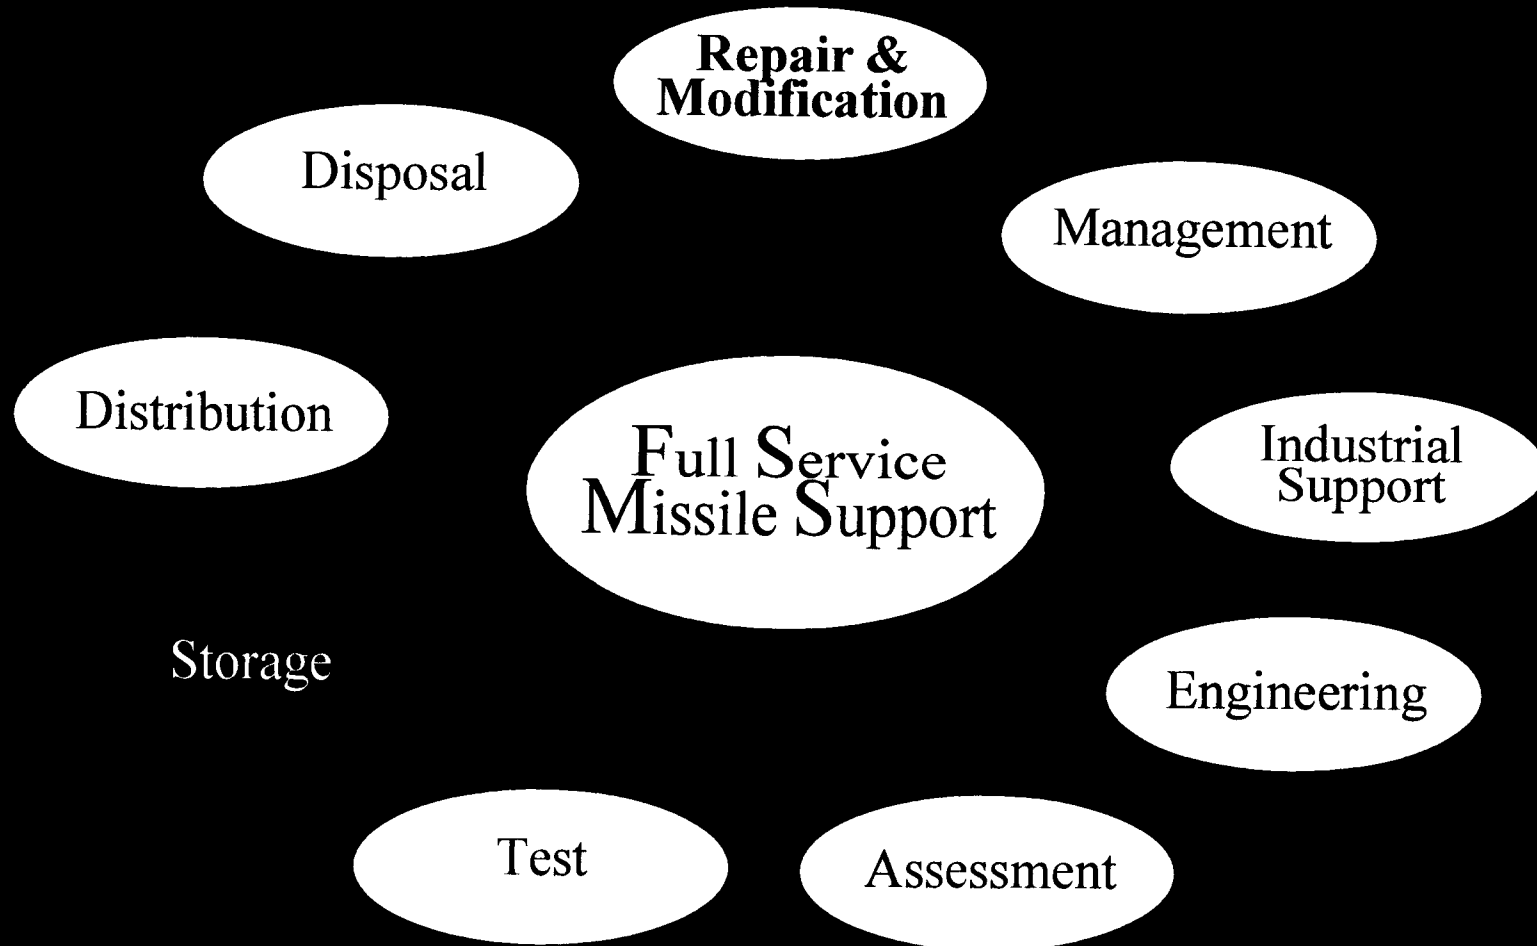 Repair &
Modification
Disposal
Management
Distribution
Full Service
Missile Support
Industrial
Support
Storage
Engineering
Test
Assessment